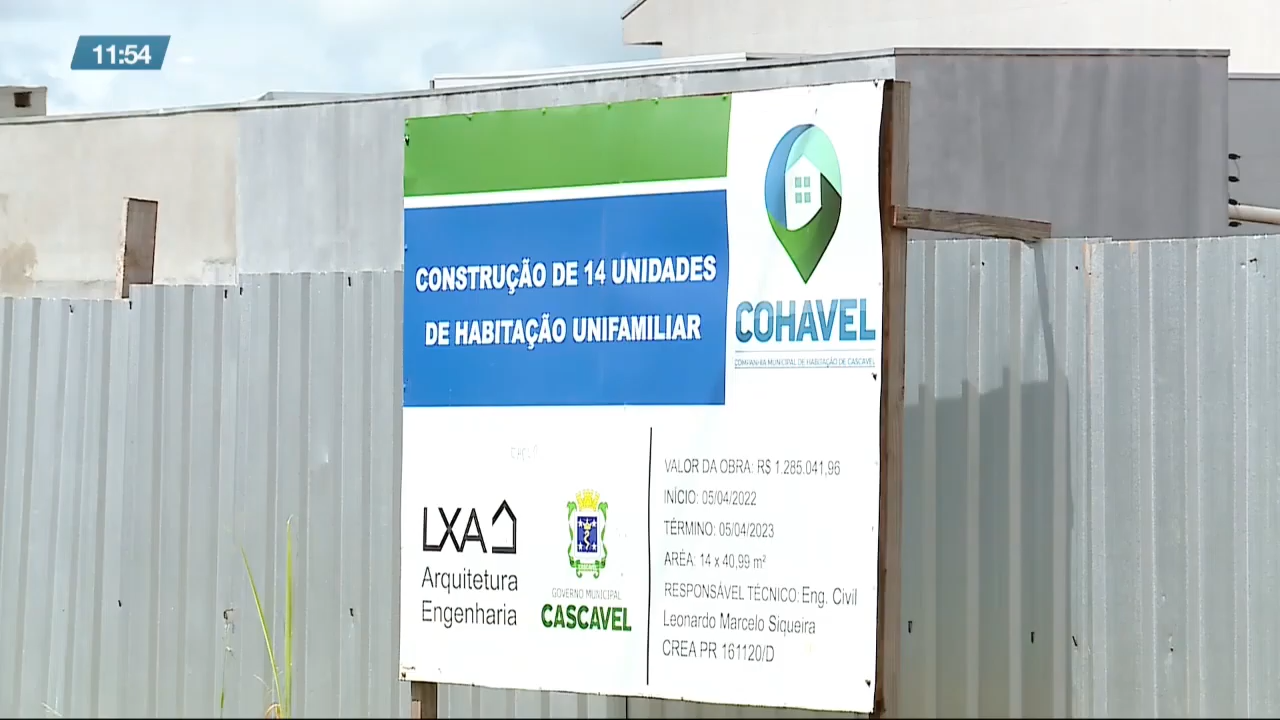 11:54
CONSTRUÇÃO DE 14 UNIDADES
DE HABITAÇÃO UNIFAMILIAR
COHAVEL
COMPANHIA MUNICIPAL DE HABITAÇÃO DE CASCAVEL
LXA
Arquitetura
Engenharia
GOVERNO MUNICIPAL
CASCAVEL
VALOR DA OBRA: R$ 1.285.041,96
INÍCIO: 05/04/2022
TÉRMINO: 05/04/2023
ARÉA: 14 x 40,99 m²
RESPONSÁVEL TÉCNICO: Eng. Civil
Leonardo Marcelo Siqueira
CREA PR 161120/D